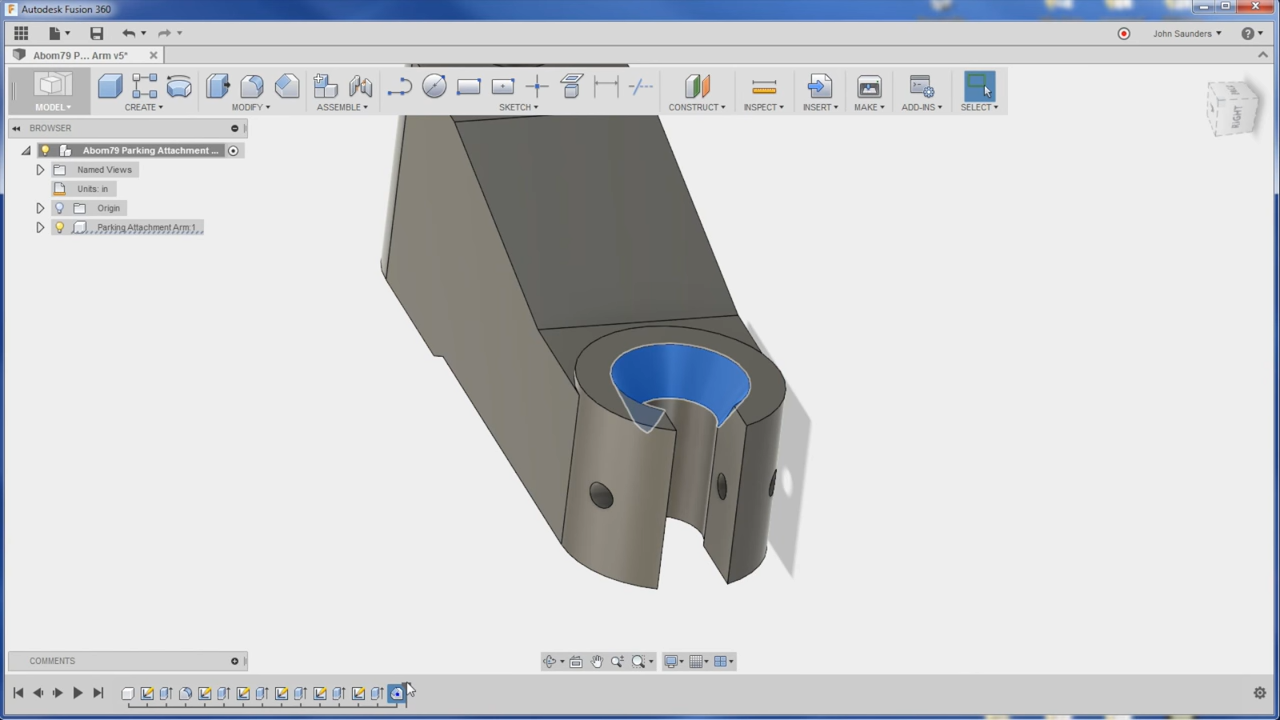 Autodesk Fusion 360
John Saunders
Abom79 P... Arm v5*
MODEL
CREATE
MODIFY
ASSEMBLE
SKETCH
CONSTRUCT
INSPECT
INSERT
MAKE
ADD-INS
SELECT
RIGHT
BROWSER
Abom79 Parking Attachment ...
Named Views
Units: in
Origin
Parking Attachment Arm:1
COMMENTS